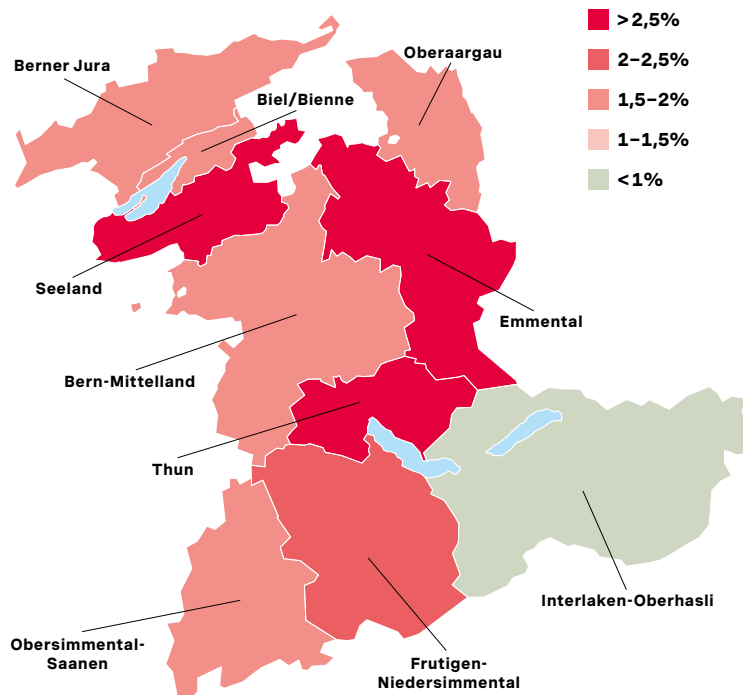 >2,5%
2–2,5%
1,5–2%
1–1,5%
<1%
Oberaargau
Berner Jura
Biel/Bienne
Seeland
Emmental
Bern-Mittelland
Thun
Interlaken-Oberhasli
Obersimmental-
Saanen
Frutigen-
Niedersimmental